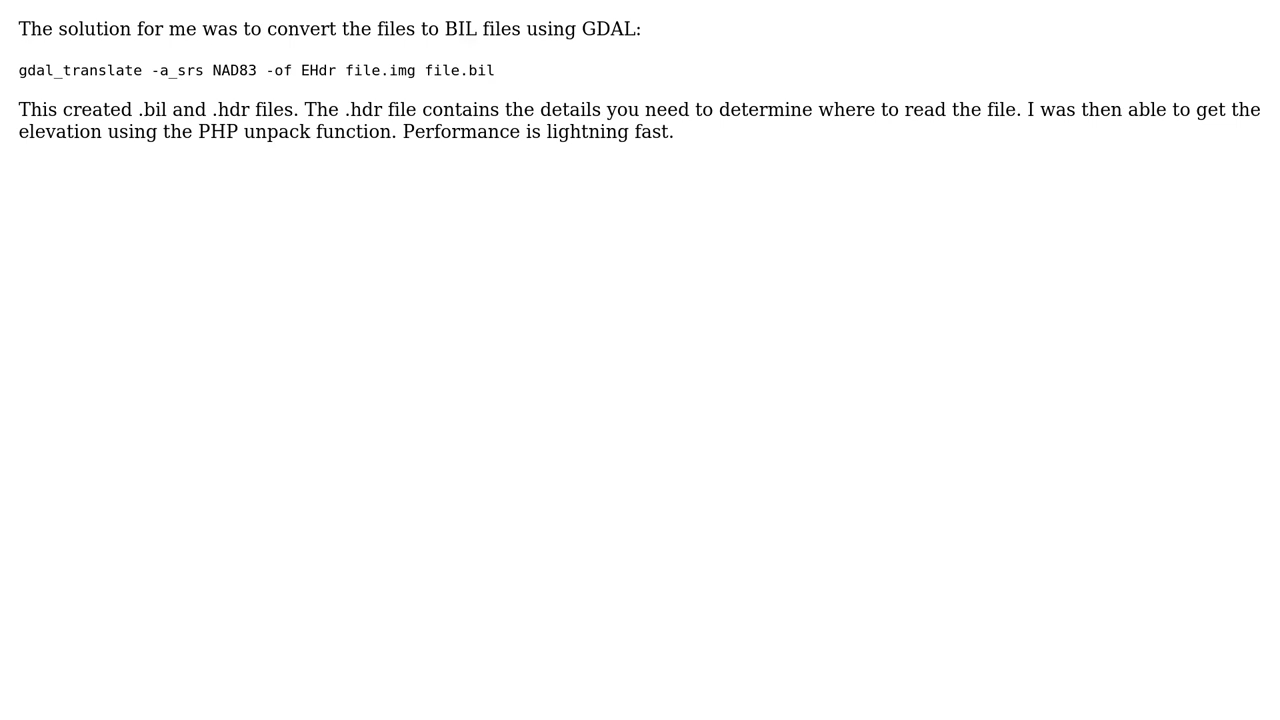 The solution for me was to convert the files to BIL files using GDAL:
gdal_translate -a_srs NAD83 -of EHdr file.img file.bil
This created .bil and .hdr files. The .hdr file contains the details you need to determine where to read the file. I was then able to get the
elevation using the PHP unpack function. Performance is lightning fast.